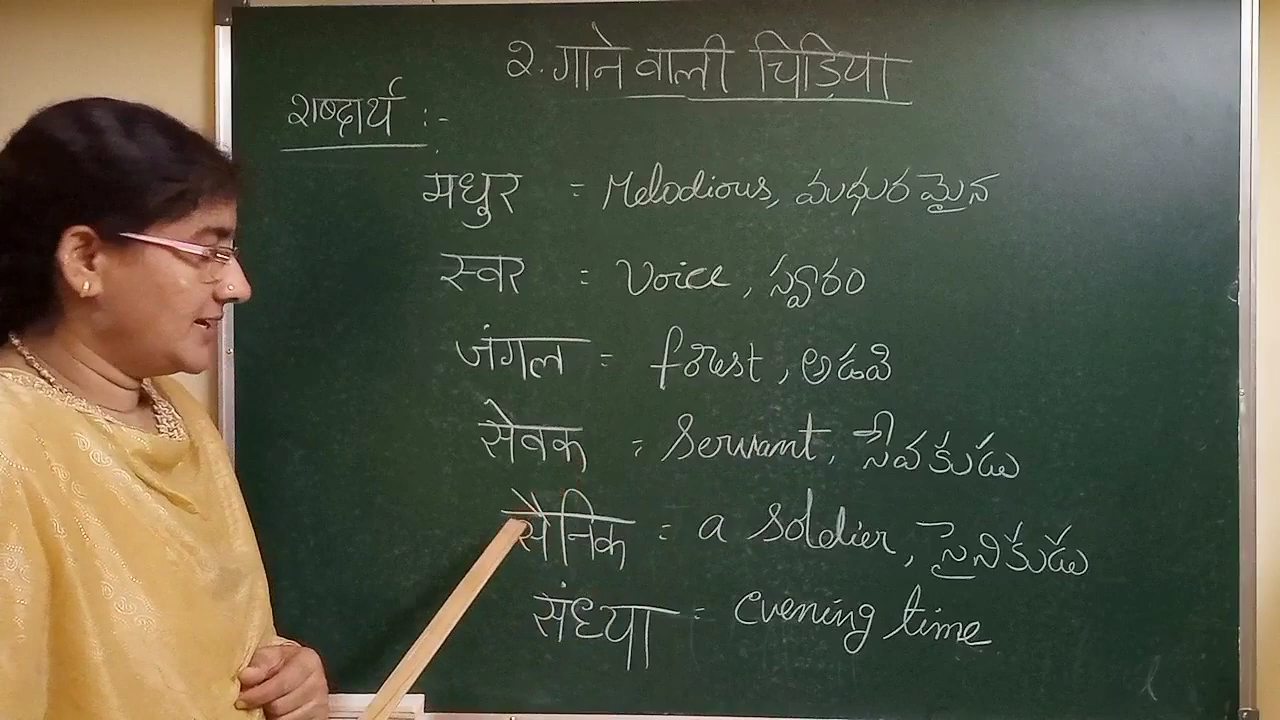 २. गाने वाली चिड़िया
शब्दार्थ :-
मधुर = Melodious, మధురమైన
स्वर = Voice, స్వరం
जंगल = forest, అడవి
सेवक = servant, సేవకుడు
सैनिक = a soldier, సైనికుడు
संध्या = evening time